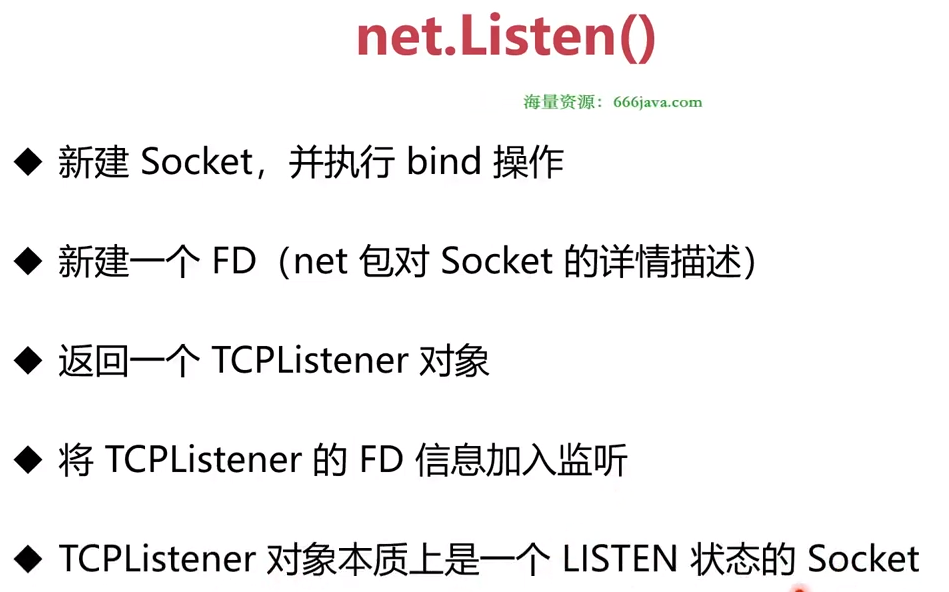 net.Listen()
海量资源：666java.com
◆ 新建 Socket，并执行 bind 操作
◆ 新建一个 FD（net 包对 Socket 的详情描述）
◆ 返回一个 TCPListener 对象
◆ 将 TCPListener 的 FD 信息加入监听
◆ TCPListener 对象本质上是一个 LISTEN 状态的 Socket